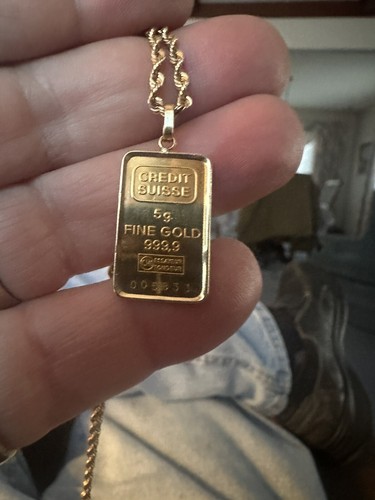 CREDIT
SUISSE
5g
FINE GOLD
999,9